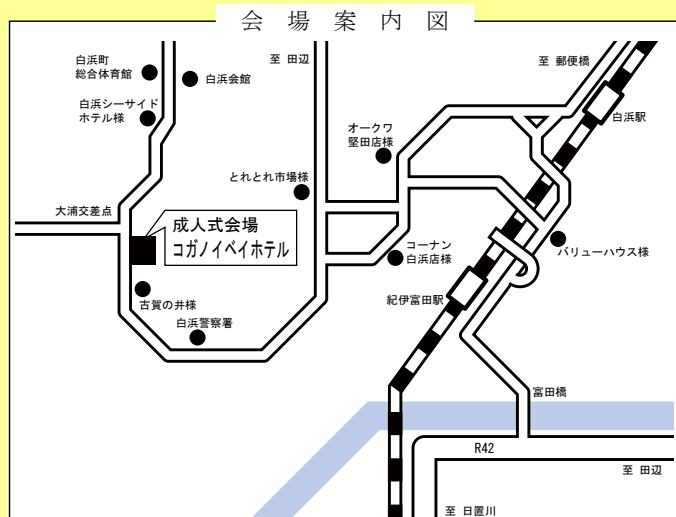 会場案内図
白浜町
総合体育館
白浜会館
至 田辺
至 郵便橋
白浜シーサイド
ホテル様
白浜駅
オークワ
堅田店様
とれとれ市場様
大浦交差点
成人式会場
コガノイベイホテル
コーナン
白浜店様
バリューハウス様
古賀の井様
紀伊富田駅
白浜警察署
富田橋
R42
至 田辺
至 日置川